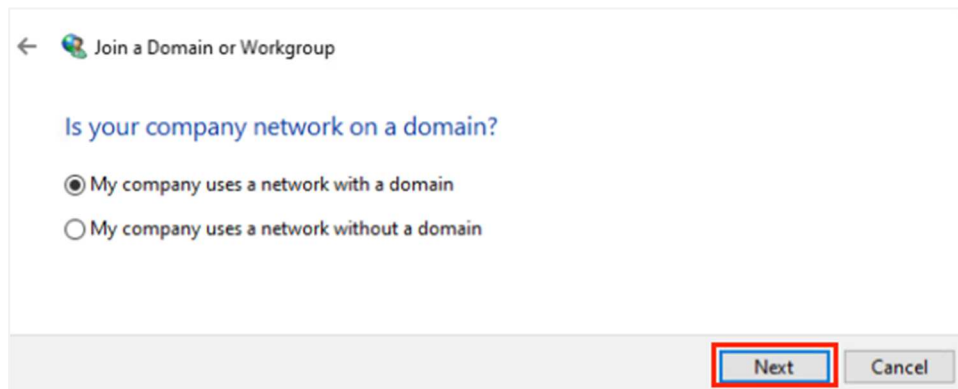 Join a Domain or Workgroup
Is your company network on a domain?
My company uses a network with a domain
My company uses a network without a domain
Next Cancel